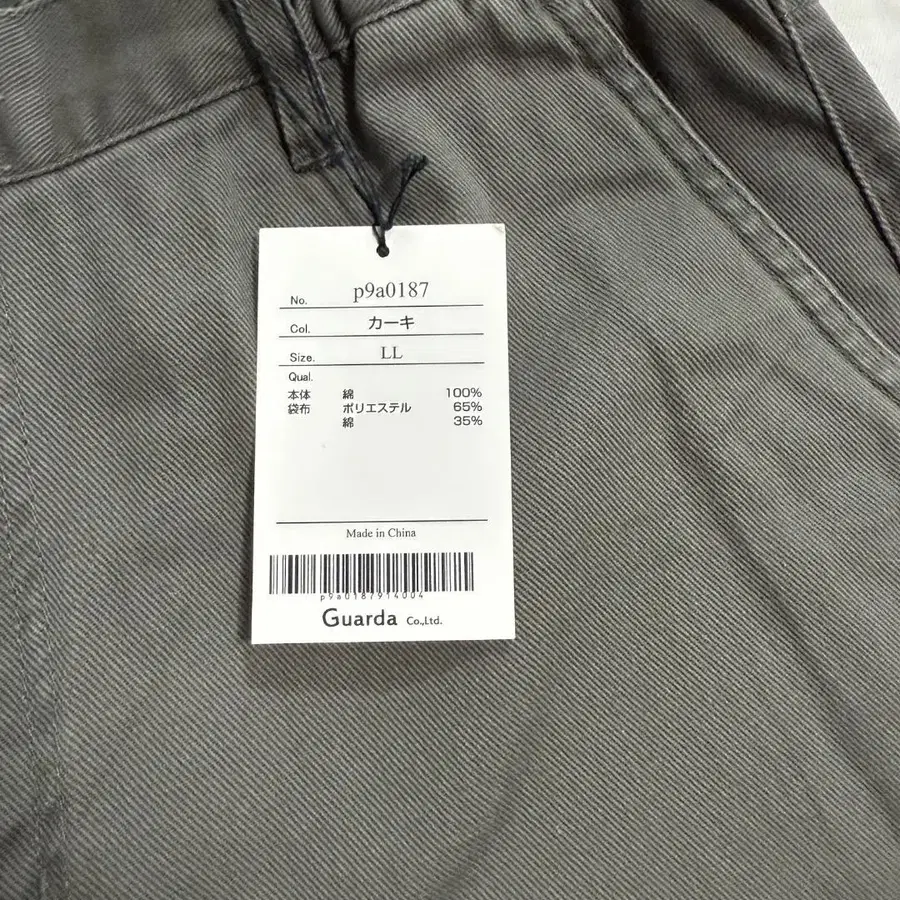 No. p9a0187
Col. カーキ
Size. LL
Qual.
本体 綿 100%
袋布 ポリエステル 65%
綿 35%
Made in China
p9a0187914004
Guarda Co.,Ltd.